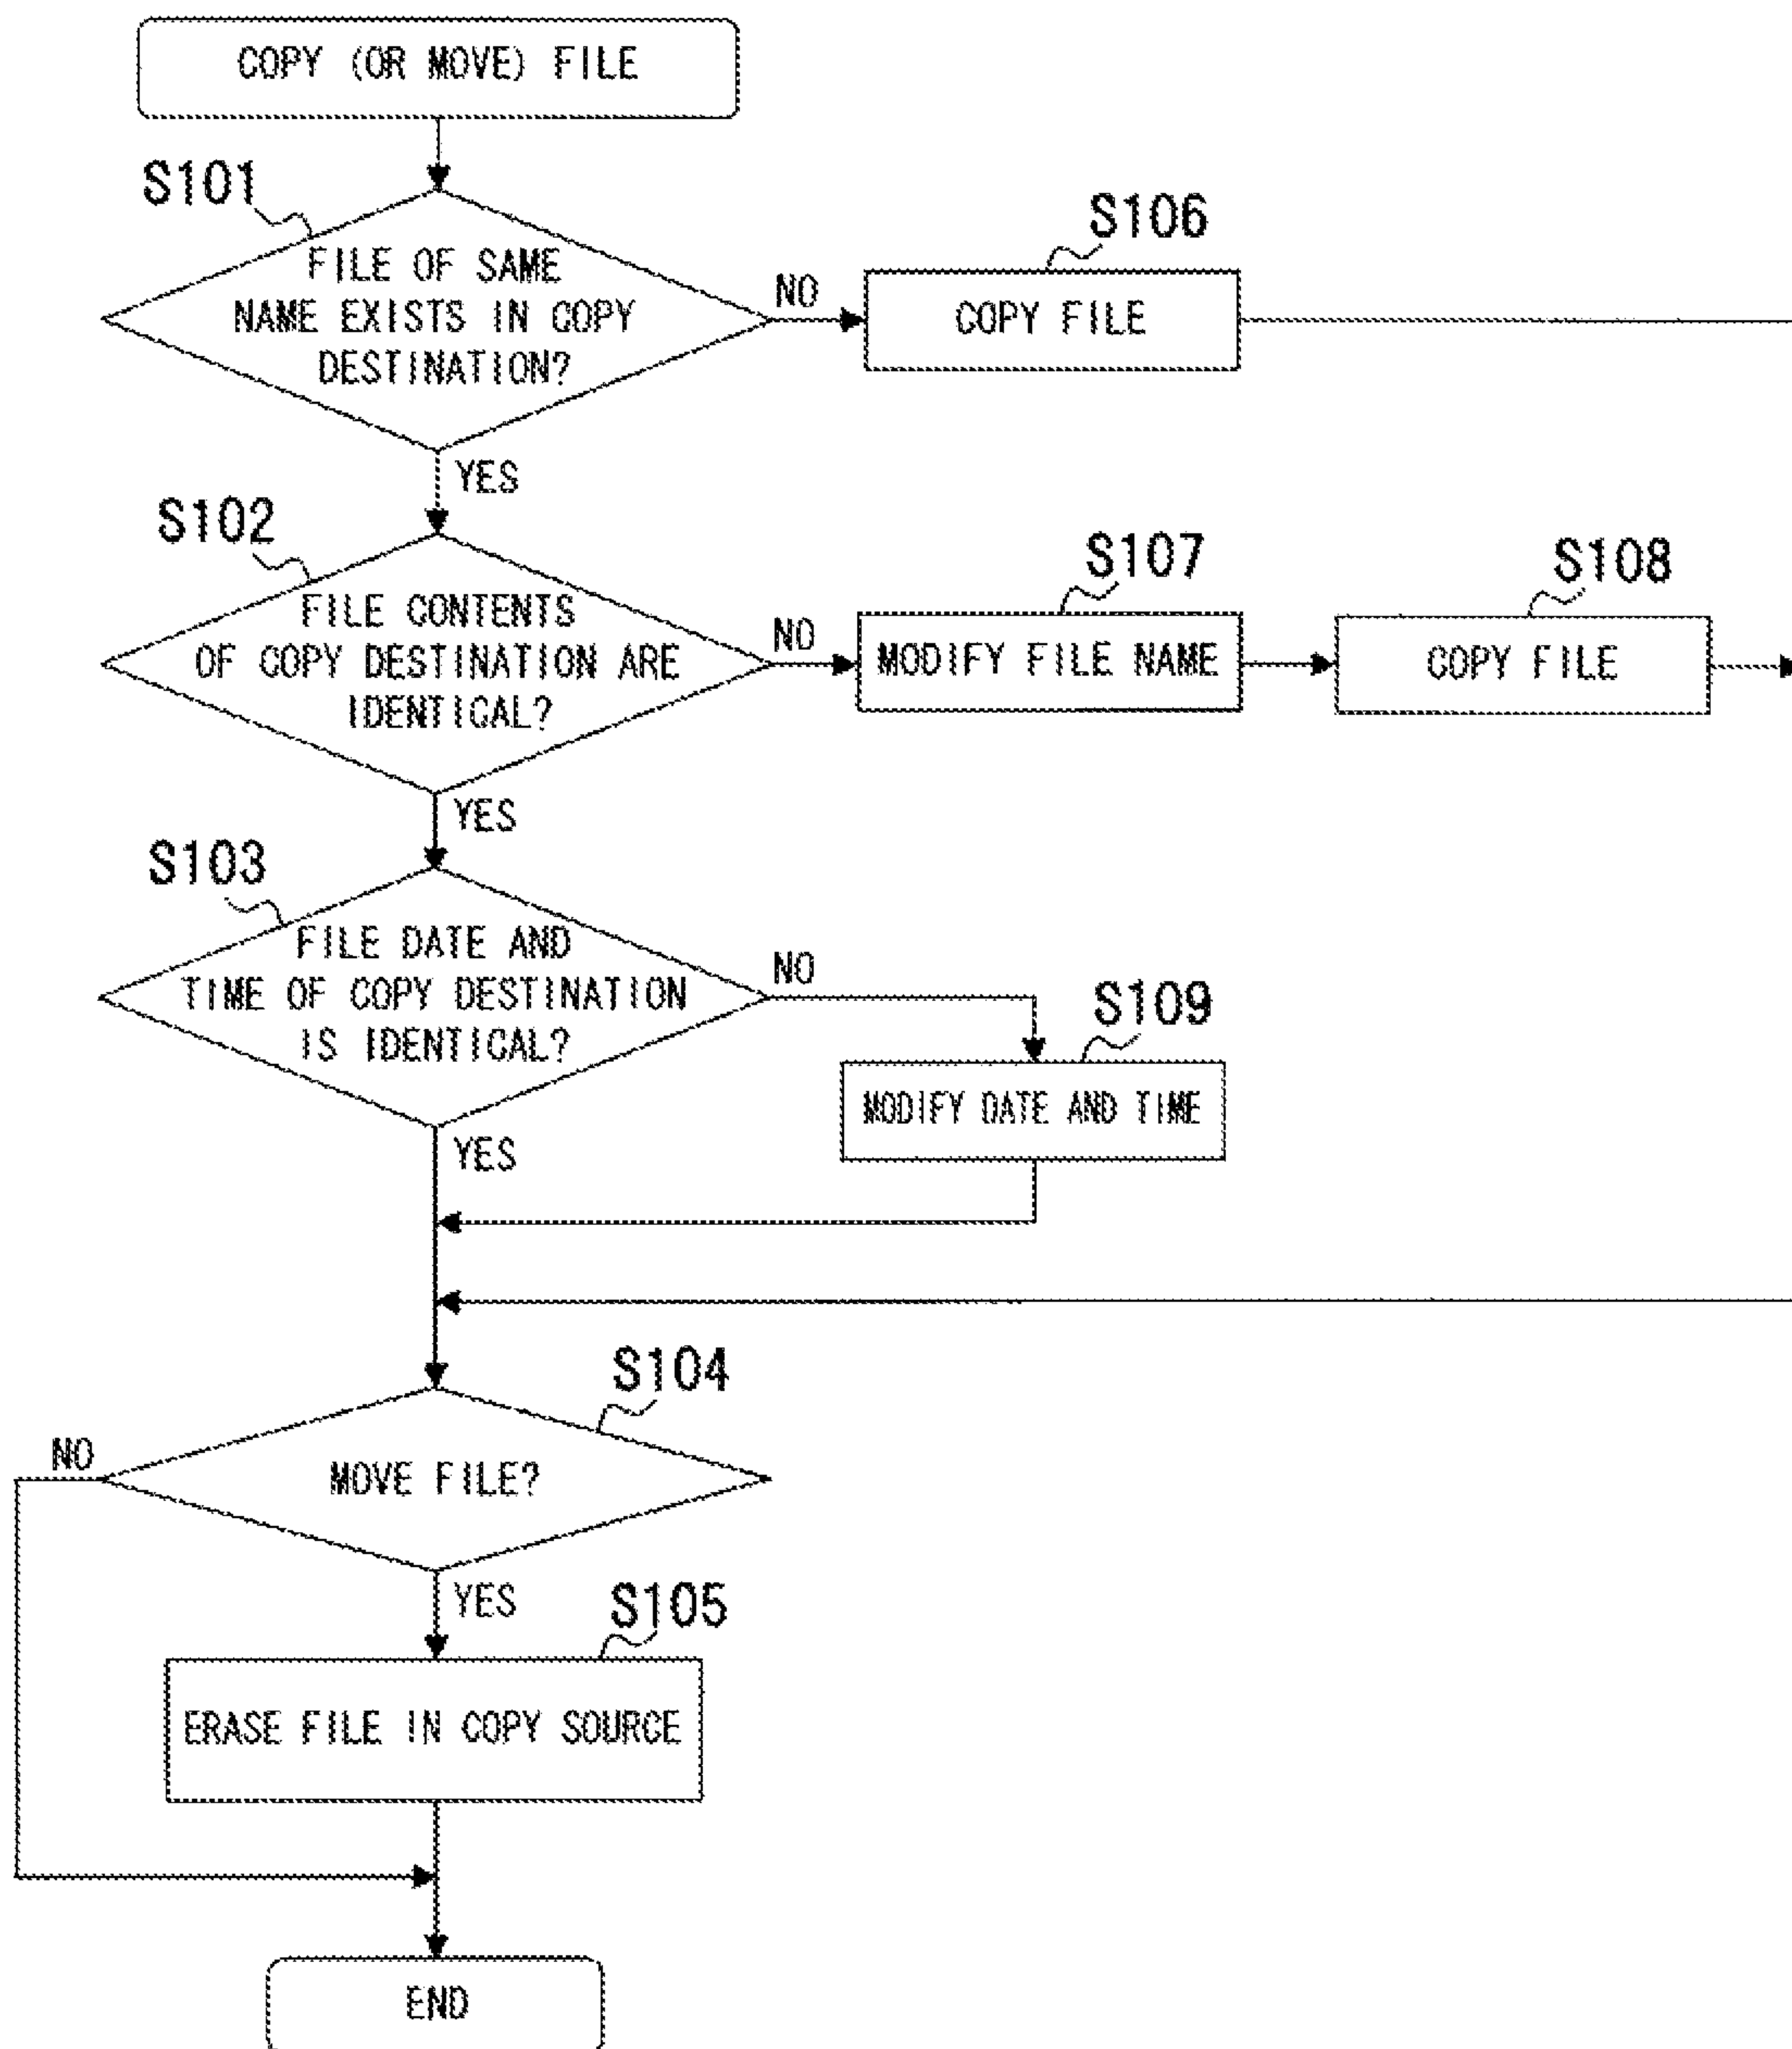 COPY (OR MOVE) FILE
S101
FILE OF SAME
NAME EXISTS IN COPY
DESTINATION?
NO
S106
COPY FILE
YES
S102
FILE CONTENTS
OF COPY DESTINATION ARE
IDENTICAL?
NO
S107
MODIFY FILE NAME
S108
COPY FILE
YES
S103
FILE DATE AND
TIME OF COPY DESTINATION
IS IDENTICAL?
NO
S109
MODIFY DATE AND TIME
YES
S104
MOVE FILE?
NO
YES
S105
ERASE FILE IN COPY SOURCE
END